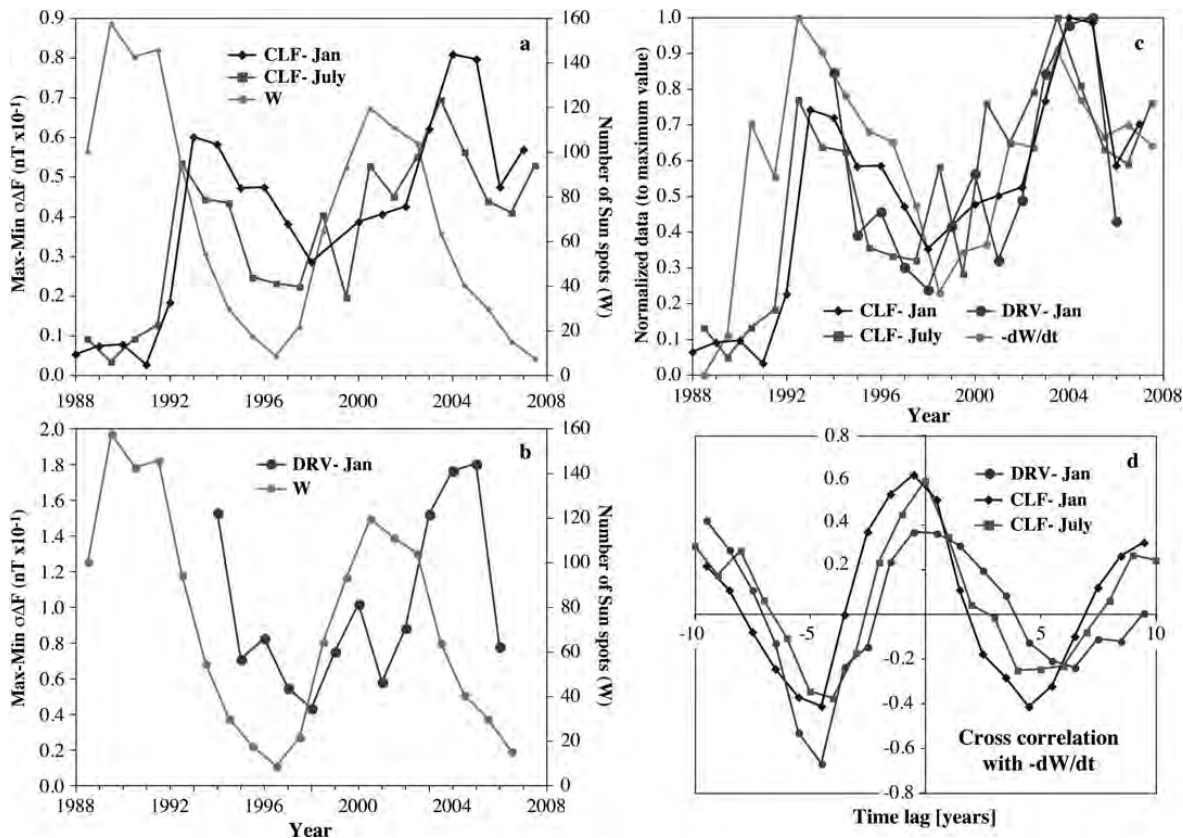 a
CLF- Jan
CLF- July
W
Max-Min σΔF (nT x10⁻¹)
0.9
0.8
0.7
0.6
0.5
0.4
0.3
0.2
0.1
0.0
160
140
120
100
80
60
40
20
0
Number of Sun spots (W)
1988 1992 1996 2000 2004 2008
c
Normalized data (to maximum value)
1.0
0.9
0.8
0.7
0.6
0.5
0.4
0.3
0.2
0.1
0.0
CLF- Jan
DRV- Jan
CLF- July
-dW/dt
1988 1992 1996 2000 2004 2008
Year
b
DRV- Jan
W
Max-Min σΔF (nT x10⁻¹)
2.0
1.8
1.6
1.4
1.2
1.0
0.8
0.6
0.4
0.2
0.0
160
140
120
100
80
60
40
20
0
Number of Sun spots (W)
1988 1992 1996 2000 2004 2008
Year
d
DRV- Jan
CLF- Jan
CLF- July
0.8
0.6
0.4
0.2
-0.2
-0.4
-0.6
-0.8
-10 -5 5 10
Cross correlation
with -dW/dt
Time lag [years]